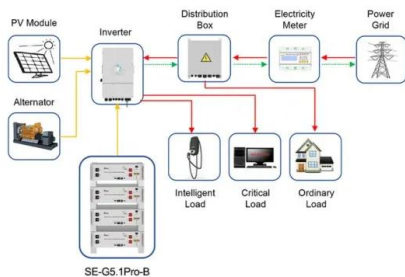 PV Module
Inverter
Distribution
Box
Electricity
Meter
Power
Grid
Alternator
Intelligent
Load
Critical
Load
Ordinary
Load
SE-G5.1Pro-B